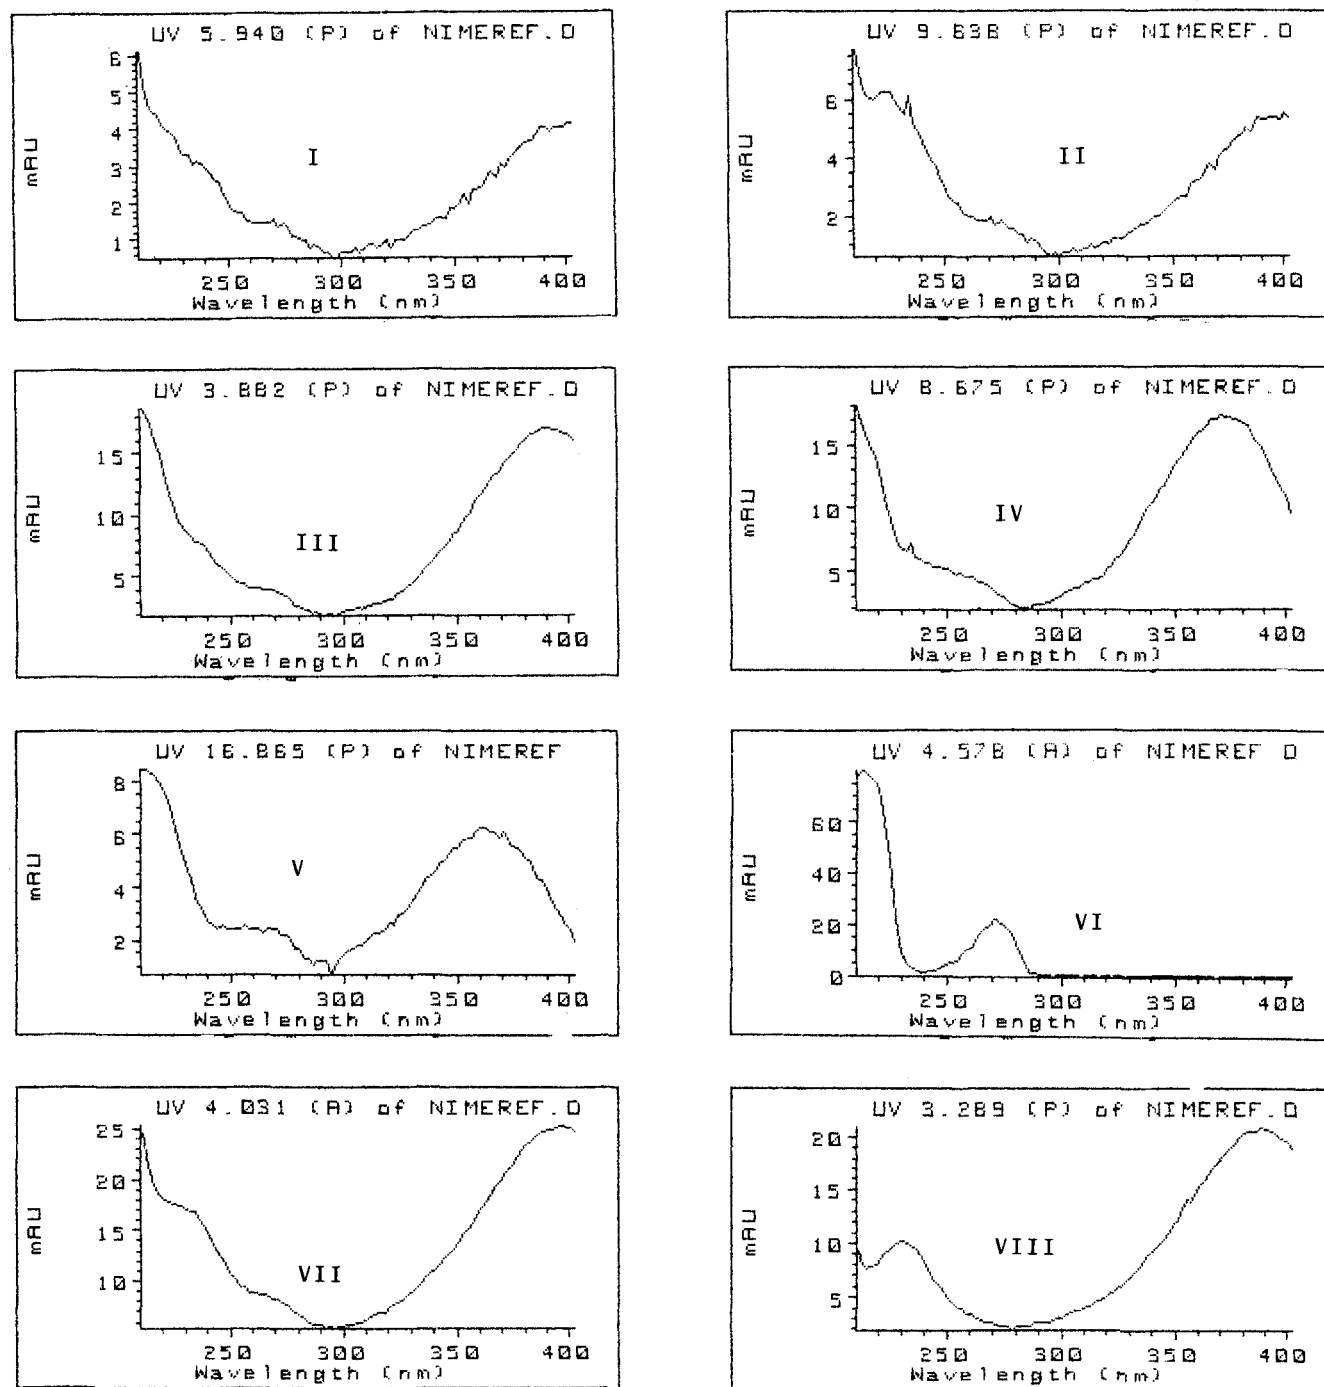 UV 5.940 (P) of NIMEREF.D
6
5
4
3
2
1
mAU
I
250 300 350 400
Wavelength (nm)
UV 9.638 (P) of NIMEREF.D
6
4
2
mAU
II
250 300 350 400
Wavelength (nm)
UV 3.882 (P) of NIMEREF.D
15
10
5
mAU
III
250 300 350 400
Wavelength (nm)
UV 8.675 (P) of NIMEREF.D
15
10
5
mAU
IV
250 300 350 400
Wavelength (nm)
UV 16.865 (P) of NIMEREF
8
6
4
2
mAU
V
250 300 350 400
Wavelength (nm)
UV 4.578 (A) of NIMEREF D
60
40
20
0
mAU
VI
250 300 350 400
Wavelength (nm)
UV 4.031 (A) of NIMEREF.D
25
20
15
10
mAU
VII
250 300 350 400
Wavelength (nm)
UV 3.289 (P) of NIMEREF.D
20
15
10
5
mAU
VIII
250 300 350 400
Wavelength (nm)